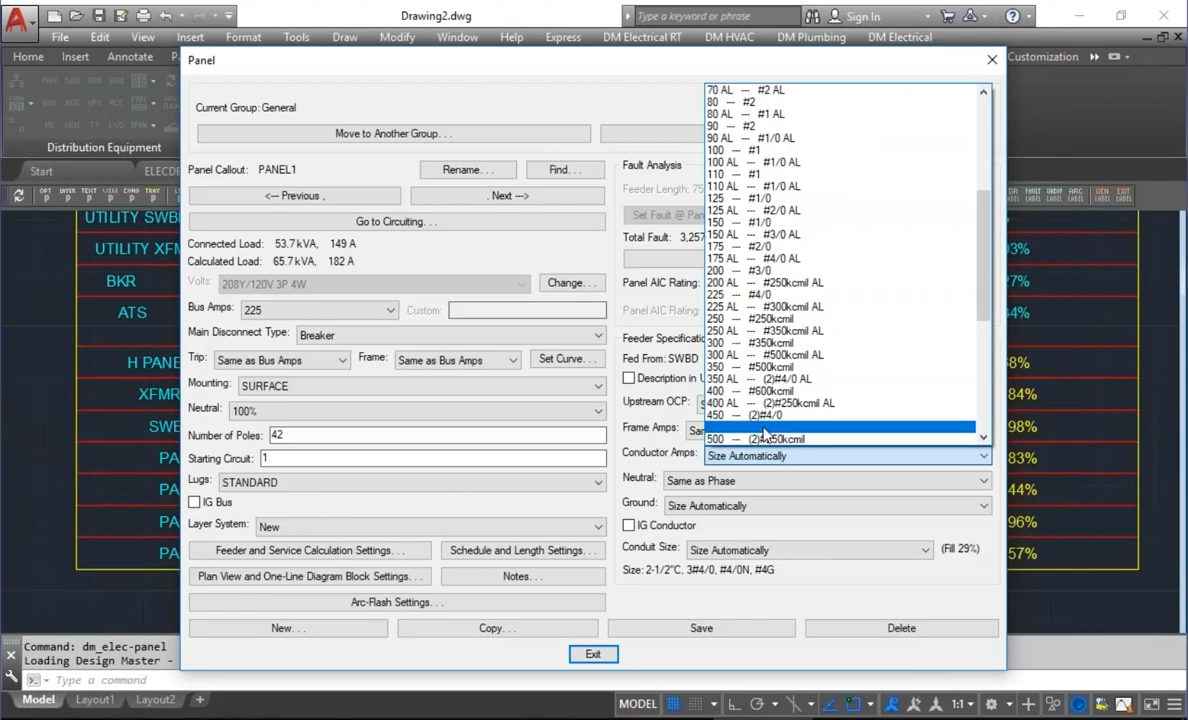 Drawing2.dwg
Type a keyword or phrase
Sign In
File Edit View Insert Format Tools Draw Modify Window Help Express DM Electrical RT DM HVAC DM Plumbing DM Electrical
Home Insert Annotate
Customization
Distribution Equipment
Start
Panel
Current Group: General
Move to Another Group. . .
Panel Callout: PANEL1
Rename...
Find. . .
<-- Previous ,
. Next -->
Go to Circuiting. . .
Connected Load: 53.7 kVA, 149 A
Calculated Load: 65.7 kVA, 182 A
Volts: 208Y/120V 3P 4W
Change. . .
Bus Amps: 225
Custom:
Main Disconnect Type: Breaker
Trip: Same as Bus Amps
Frame: Same as Bus Amps
Set Curve. . .
Mounting: SURFACE
Neutral: 100%
Number of Poles: 42
Starting Circuit: 1
Lugs: STANDARD
IG Bus
Layer System: New
Feeder and Service Calculation Settings. . .
Schedule and Length Settings. . .
Plan View and One-Line Diagram Block Settings. . .
Notes. . .
Arc-Flash Settings. . .
New. . .
Copy. . .
Save
Delete
Exit
Fault Analysis
Total Fault: 3,257
Panel AIC Rating:
Fed From: SWBD
Upstream OCP:
Frame Amps:
Conductor Amps: Size Automatically
Neutral: Same as Phase
Ground: Size Automatically
IG Conductor
Conduit Size: Size Automatically (Fill 29%)
Size: 2-1/2"C, 3#4/0, #4/0N, #4G
70 AL --- #2 AL
80 --- #2
80 AL --- #1 AL
90 --- #2
90 AL --- #1/0 AL
100 --- #1
100 AL --- #1/0 AL
110 --- #1
110 AL --- #1/0 AL
125 --- #1/0
125 AL --- #2/0 AL
150 --- #1/0
150 AL --- #3/0 AL
175 --- #2/0
175 AL --- #4/0 AL
200 --- #3/0
200 AL --- #250kcmil AL
225 --- #4/0
225 AL --- #300kcmil AL
250 --- #250kcmil
250 AL --- #350kcmil AL
300 --- #350kcmil
300 AL --- #500kcmil AL
350 --- #500kcmil
350 AL --- (2)#4/0 AL
400 --- #600kcmil
400 AL --- (2)#250kcmil AL
450 --- (2)#4/0
UTILITY SWB
UTILITY XFM
BKR
ATS
H PANE
XFMR
Command: dm_elec-panel
Loading Design Master -
Type a command
Model Layout1 Layout2 +
MODEL
1:1